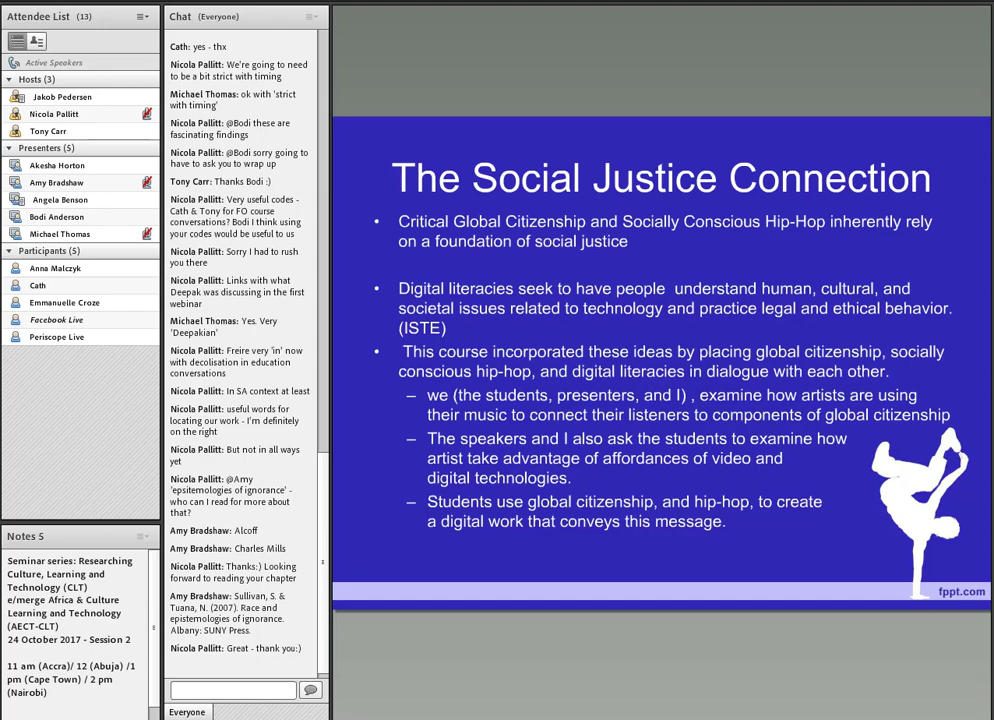 Attendee List (13)
Active Speakers
Hosts (3)
Jakob Pedersen
Nicola Pallitt
Tony Carr
Presenters (5)
Akesha Horton
Amy Bradshaw
Angela Benson
Bodi Anderson
Michael Thomas
Participants (5)
Anna Malczyk
Cath
Emmanuelle Croze
Facebook Live
Periscope Live
Notes 5
Seminar series: Researching
Culture, Learning and
Technology (CLT)
e/merge Africa & Culture
Learning and Technology
(AECT-CLT)
24 October 2017 - Session 2
11 am (Accra)/ 12 (Abuja) /1
pm (Cape Town) / 2 pm
(Nairobi)
Chat (Everyone)
Cath: yes - thx
Nicola Pallitt: We're going to need
to be a bit strict with timing
Michael Thomas: ok with 'strict
with timing'
Nicola Pallitt: @Bodi these are
fascinating findings
Nicola Pallitt: @Bodi sorry going to
have to ask you to wrap up
Tony Carr: Thanks Bodi :)
Nicola Pallitt: Very useful codes -
Cath & Tony for FO course
conversations? Bodi I think using
your codes would be useful to us
Nicola Pallitt: Sorry I had to rush
you there
Nicola Pallitt: Links with what
Deepak was discussing in the first
webinar
Michael Thomas: Yes. Very
'Deepakian'
Nicola Pallitt: Freire very 'in' now
with decolisation in education
conversations
Nicola Pallitt: In SA context at least
Nicola Pallitt: useful words for
locating our work - I'm definitely
on the right
Nicola Pallitt: But not in all ways
yet
Nicola Pallitt: @Amy
'epistemologies of ignorance' -
who can I read for more about
that?
Amy Bradshaw: Alcoff
Amy Bradshaw: Charles Mills
Nicola Pallitt: Thanks:) Looking
forward to reading your chapter
Amy Bradshaw: Sullivan, S. &
Tuana, N. (2007). Race and
epistemologies of ignorance.
Albany: SUNY Press.
Nicola Pallitt: Great - thank you:)
Everyone
The Social Justice Connection
• Critical Global Citizenship and Socially Conscious Hip-Hop inherently rely
on a foundation of social justice
• Digital literacies seek to have people understand human, cultural, and
societal issues related to technology and practice legal and ethical behavior.
(ISTE)
• This course incorporated these ideas by placing global citizenship, socially
conscious hip-hop, and digital literacies in dialogue with each other.
– we (the students, presenters, and I) , examine how artists are using
their music to connect their listeners to components of global citizenship
– The speakers and I also ask the students to examine how
artist take advantage of affordances of video and
digital technologies.
– Students use global citizenship, and hip-hop, to create
a digital work that conveys this message.
fppt.com